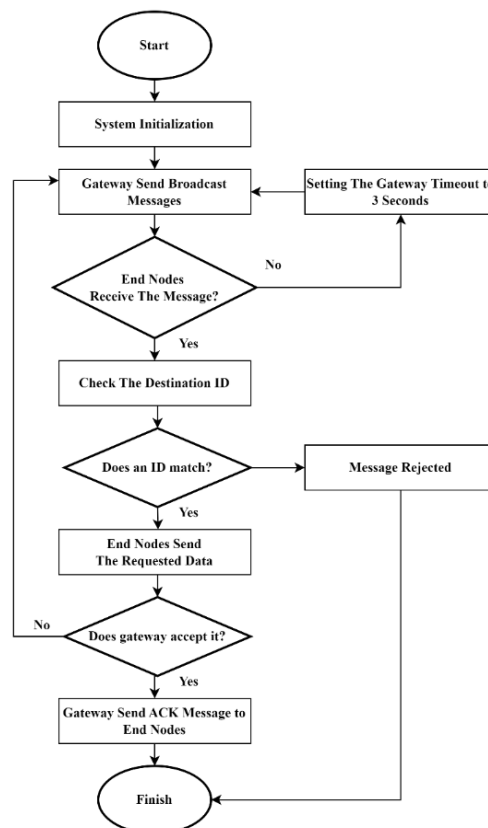 Start
System Initialization
Gateway Send Broadcast
Messages
Setting The Gateway Timeout to
3 Seconds
End Nodes
Receive The Message?
No
Yes
Check The Destination ID
Does an ID match?
Message Rejected
Yes
End Nodes Send
The Requested Data
No
Does gateway accept it?
Yes
Gateway Send ACK Message to
End Nodes
Finish